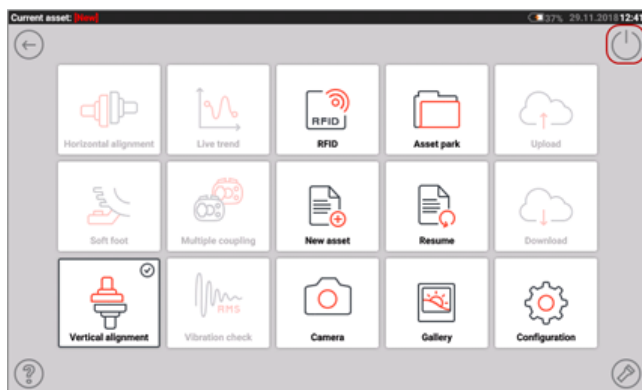 Current asset: [New] 37% 29.11.2018 12:41
RFID
Horizontal alignment Live trend RFID Asset park Upload
Soft foot Multiple coupling New asset Resume Download
RMS
Vertical alignment Vibration check Camera Gallery Configuration
?